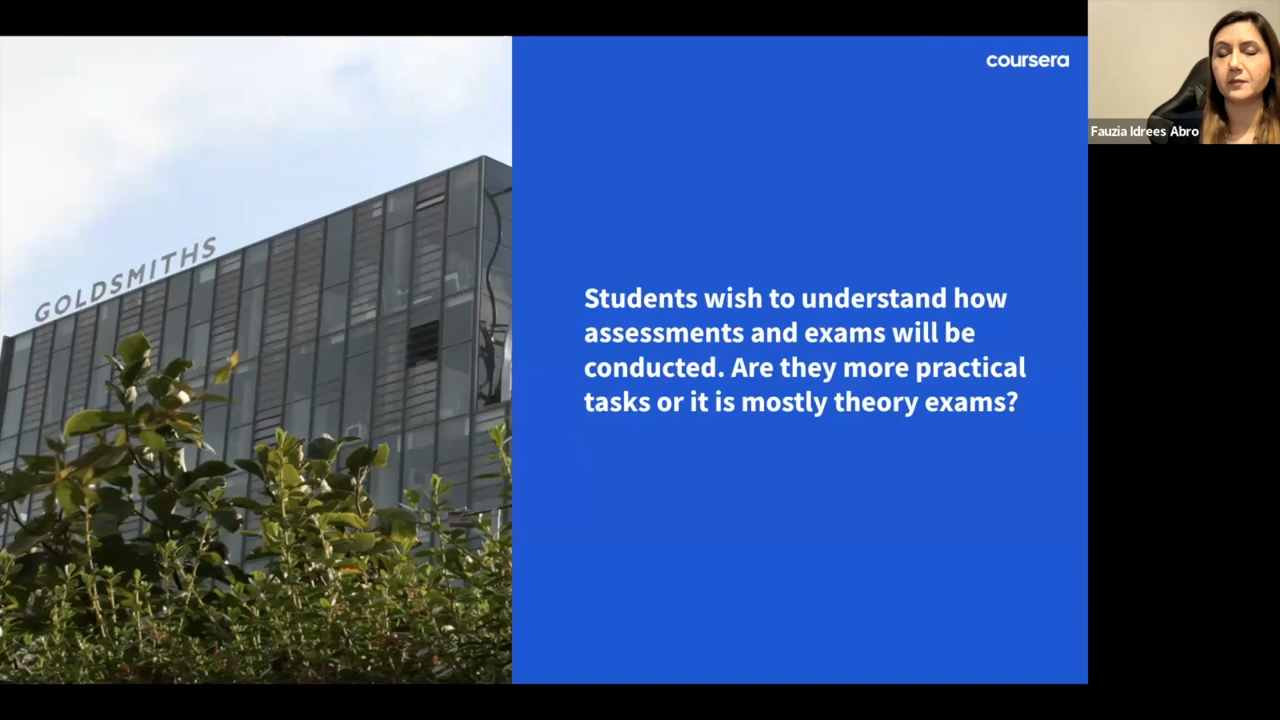 GOLDSMITHS
coursera
Students wish to understand how
assessments and exams will be
conducted. Are they more practical
tasks or it is mostly theory exams?
Fauzia Idrees Abro